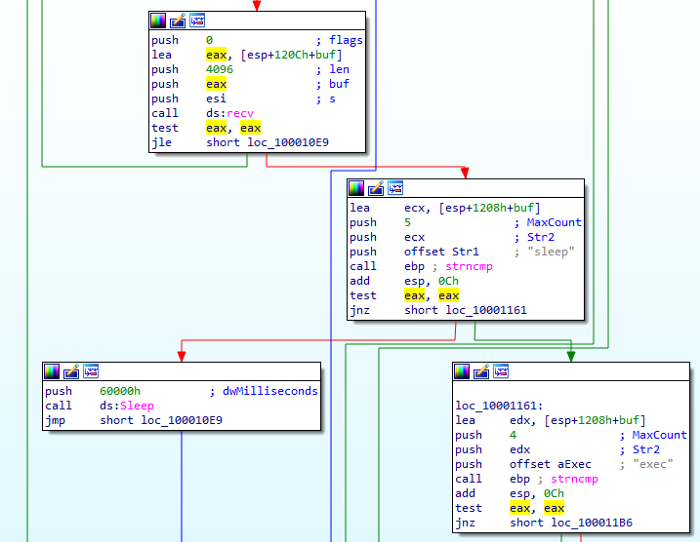 push 0 ; flags
lea eax, [esp+120Ch+buf]
push 4096 ; len
push eax ; buf
push esi ; s
call ds:recv
test eax, eax
jle short loc_100010E9
lea ecx, [esp+1208h+buf]
push 5 ; MaxCount
push ecx ; Str2
push offset Str1 ; "sleep"
call ebp ; strncmp
add esp, 0Ch
test eax, eax
jnz short loc_10001161
push 60000h ; dwMilliseconds
call ds:Sleep
jmp short loc_100010E9
loc_10001161:
lea edx, [esp+1208h+buf]
push 4 ; MaxCount
push edx ; Str2
push offset aExec ; "exec"
call ebp ; strncmp
add esp, 0Ch
test eax, eax
jnz short loc_100011B6